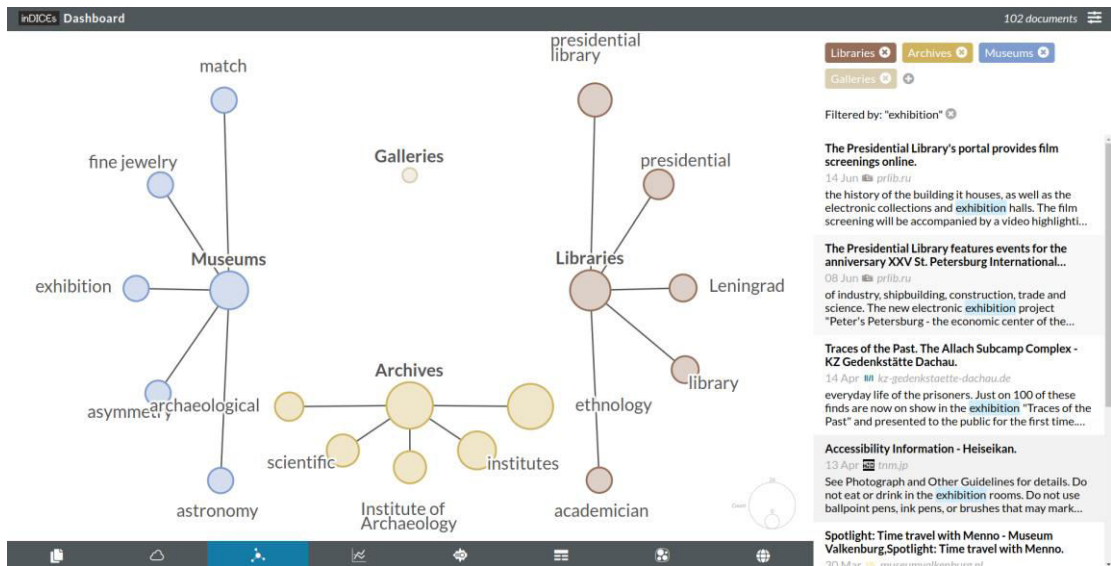 inDICEs Dashboard
102 documents
match
fine jewelry
Museums
exhibition
asymmetry
astronomy
Galleries
Archives
archaeological
scientific
Institute of
Archaeology
institutes
ethnology
presidential
library
presidential
Libraries
Leningrad
library
academician
Libraries
Archives
Museums
Galleries
Filtered by: "exhibition"
The Presidential Library's portal provides film
screenings online.
14 Jun prlib.ru
the history of the building it houses, as well as the
electronic collections and exhibition halls. The film
screening will be accompanied by a video highlighti...
The Presidential Library features events for the
anniversary XXV St. Petersburg International...
08 Jun prlib.ru
of industry, shipbuilding, construction, trade and
science. The new electronic exhibition project
"Peter's Petersburg - the economic center of the...
Traces of the Past. The Allach Subcamp Complex -
KZ Gedenkstätte Dachau.
14 Apr kz-gedenkstaette-dachau.de
everyday life of the prisoners. Just on 100 of these
finds are now on show in the exhibition "Traces of the
Past" and presented to the public for the first time....
Accessibility Information - Heiseikan.
13 Apr tnm.jp
See Photograph and Other Guidelines for details. Do
not eat or drink in the exhibition rooms. Do not use
ballpoint pens, ink pens, or brushes that may mark...
Spotlight: Time travel with Menno - Museum
Valkenburg,Spotlight: Time travel with Menno.
30 Mar museumvalkenburg.nl